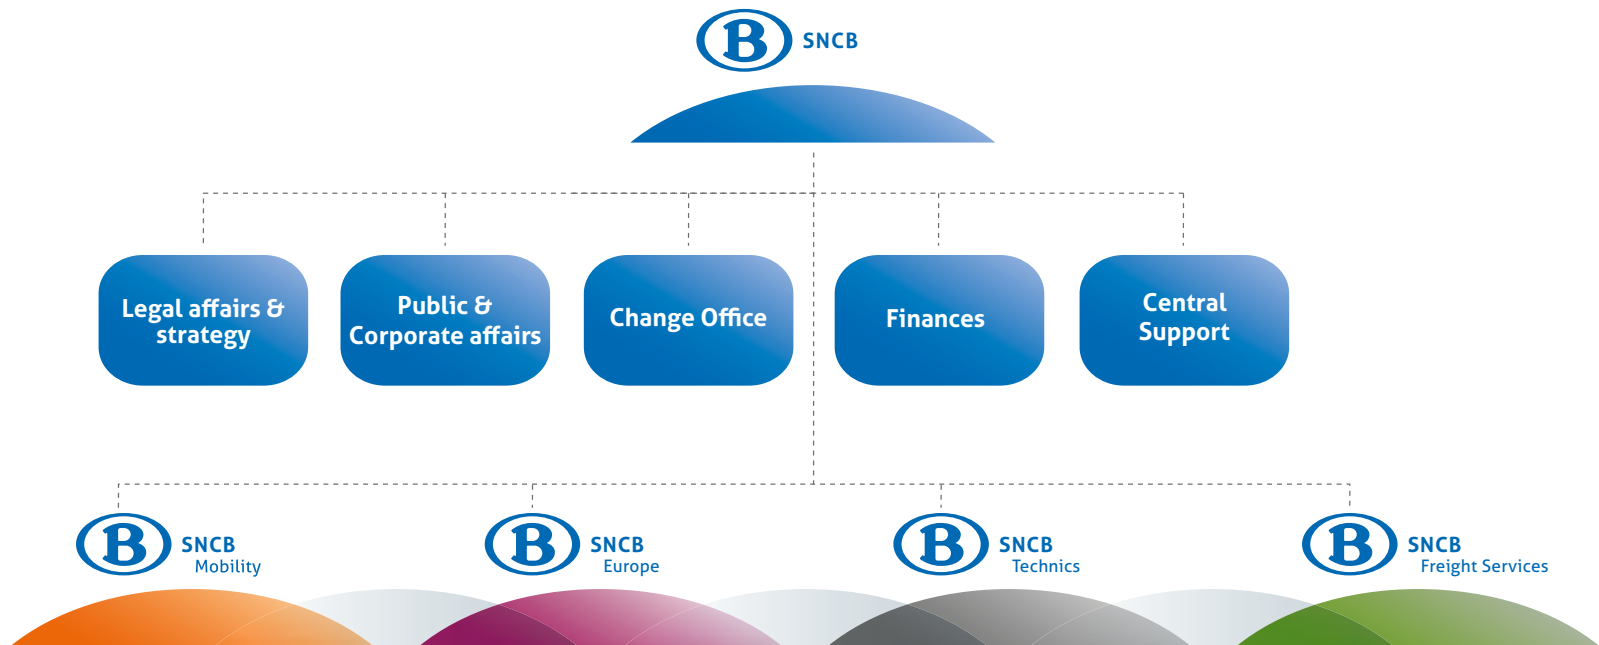 B SNCB
Legal affairs &
strategy
Public &
Corporate affairs
Change Office
Finances
Central
Support
B SNCB
Mobility
B SNCB
Europe
B SNCB
Technics
B SNCB
Freight Services